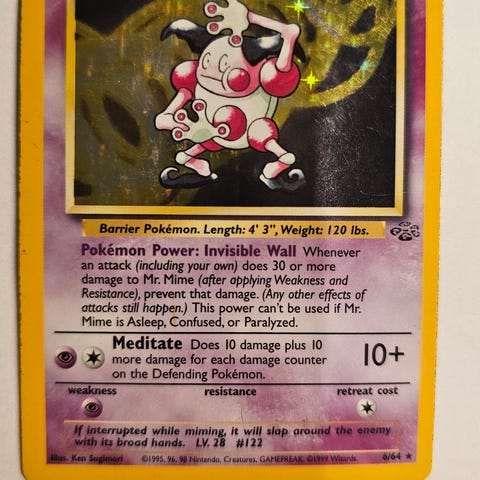 Barrier Pokémon. Length: 4' 3", Weight: 120 lbs.
Pokémon Power: Invisible Wall Whenever
an attack (including your own) does 30 or more
damage to Mr. Mime (after applying Weakness and
Resistance), prevent that damage. (Any other effects of
attacks still happen.) This power can't be used if Mr.
Mime is Asleep, Confused, or Paralyzed.
Meditate Does 10 damage plus 10
more damage for each damage counter
on the Defending Pokémon.
10+
weakness resistance retreat cost
If interrupted while miming, it will slap around the enemy
with its broad hands. LV. 28 #122
Illus. Ken Sugimori ©1995, 96, 98 Nintendo, Creatures, GAMEFREAK. ©1999 Wizards. 6/64 ★